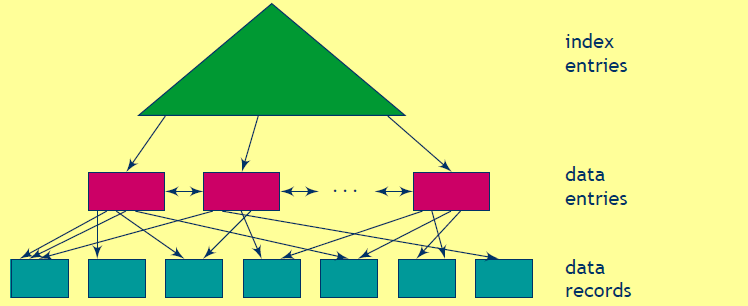 index
entries
data
entries
. . .
data
records